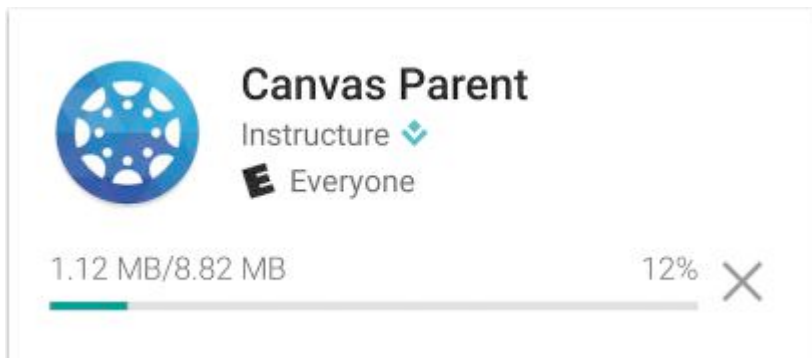 Canvas Parent
Instructure
E Everyone
1.12 MB/8.82 MB 12%